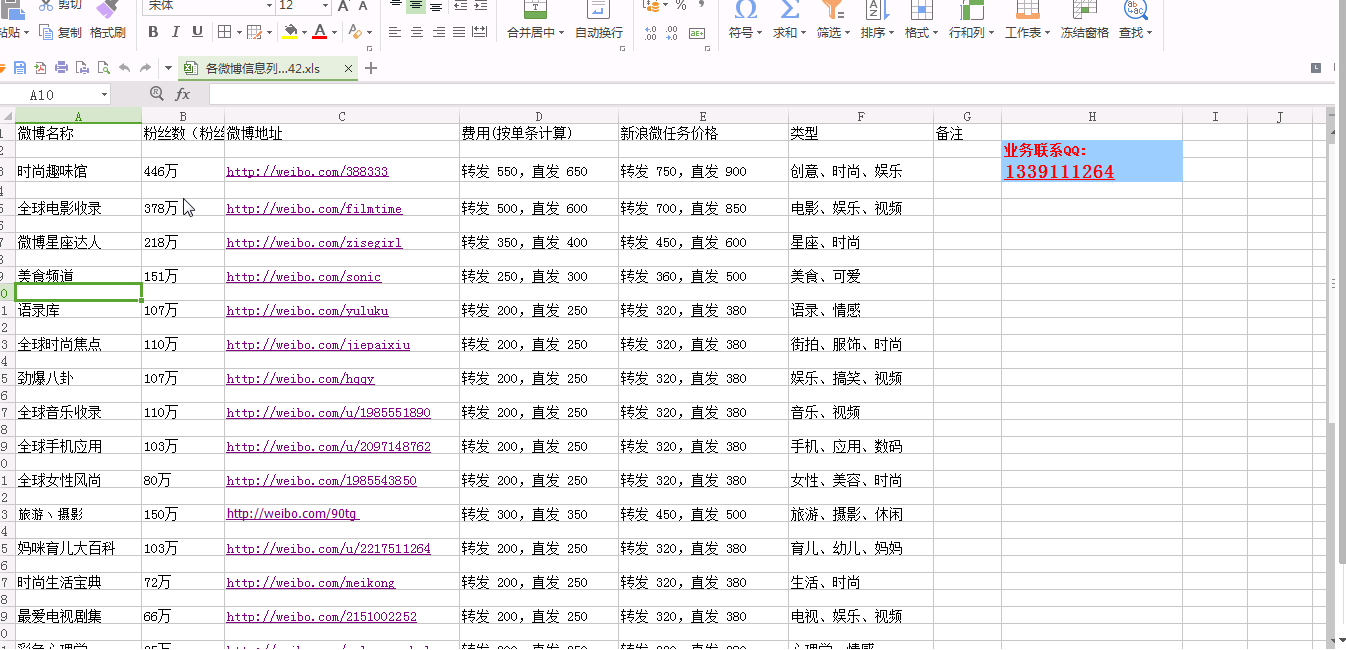 粘贴 剪切 复制 格式刷 宋体 12 B I U A 合并居中 自动换行 符号 求和 筛选 排序 格式 行和列 工作表 冻结窗格 查找
各微博信息列...42.xls × +
A10 fx
A B C D E F G H I J
微博名称 粉丝数（粉丝 微博地址 费用(按单条计算) 新浪微任务价格 类型 备注
业务联系QQ:
时尚趣味馆 446万 http://weibo.com/388333 转发 550，直发 650 转发 750，直发 900 创意、时尚、娱乐 1339111264
全球电影收录 378万 http://weibo.com/filmtime 转发 500，直发 600 转发 700，直发 850 电影、娱乐、视频
微博星座达人 218万 http://weibo.com/zisegirl 转发 350，直发 400 转发 450，直发 600 星座、时尚
美食频道 151万 http://weibo.com/sonic 转发 250，直发 300 转发 360，直发 500 美食、可爱
语录库 107万 http://weibo.com/yuluku 转发 200，直发 250 转发 320，直发 380 语录、情感
全球时尚焦点 110万 http://weibo.com/jiepaixiu 转发 200，直发 250 转发 320，直发 380 街拍、服饰、时尚
劲爆八卦 107万 http://weibo.com/hqqy 转发 200，直发 250 转发 320，直发 380 娱乐、搞笑、视频
全球音乐收录 110万 http://weibo.com/u/1985551890 转发 200，直发 250 转发 320，直发 380 音乐、视频
全球手机应用 103万 http://weibo.com/u/2097148762 转发 200，直发 250 转发 320，直发 380 手机、应用、数码
全球女性风尚 80万 http://weibo.com/1985543850 转发 200，直发 250 转发 320，直发 380 女性、美容、时尚
旅游丶摄影 150万 http://weibo.com/90tg 转发 300，直发 350 转发 450，直发 500 旅游、摄影、休闲
妈咪育儿大百科 103万 http://weibo.com/u/2217511264 转发 200，直发 250 转发 320，直发 380 育儿、幼儿、妈妈
时尚生活宝典 72万 http://weibo.com/meikong 转发 200，直发 250 转发 320，直发 380 生活、时尚
最爱电视剧集 66万 http://weibo.com/2151002252 转发 200，直发 250 转发 320，直发 380 电视、娱乐、视频